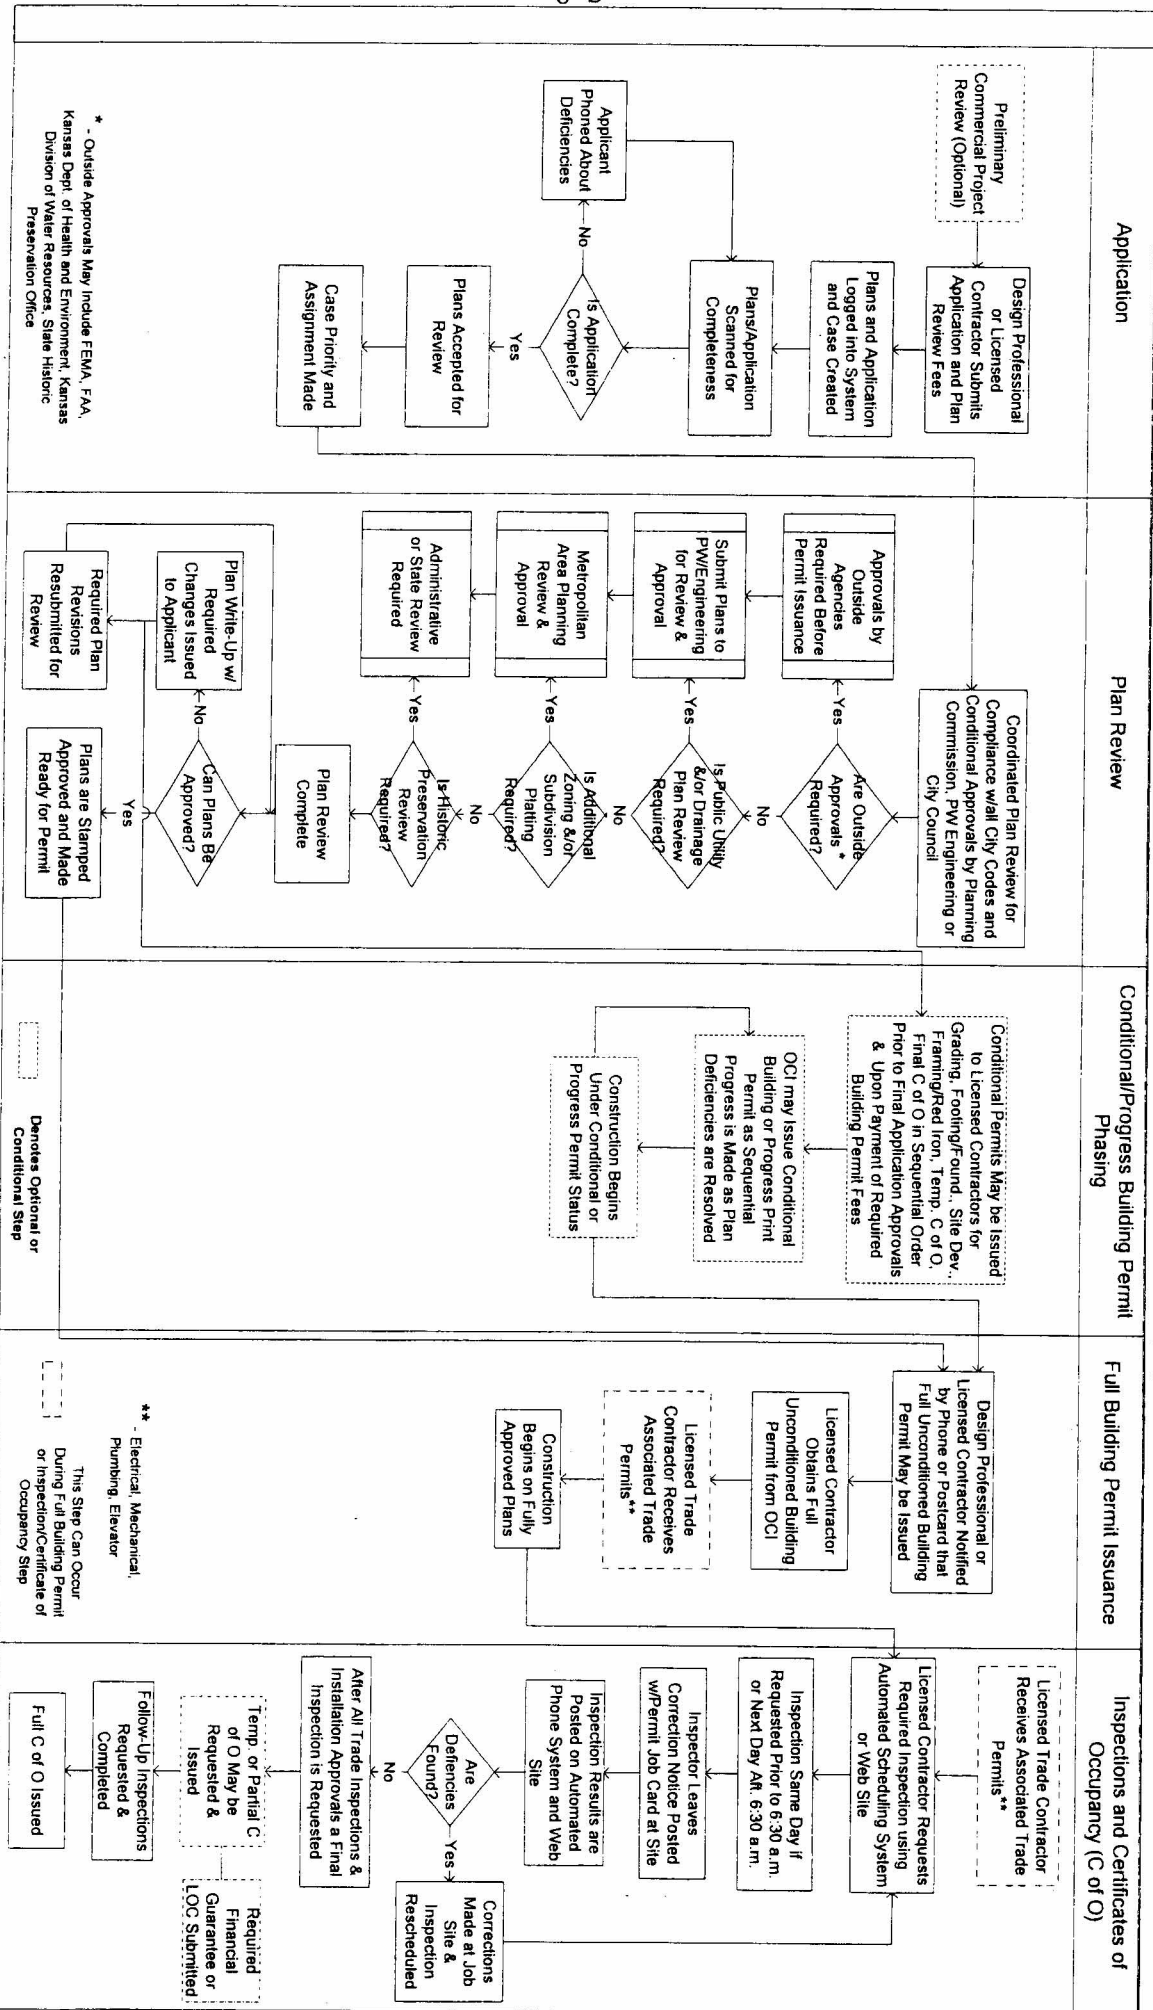 Application
Preliminary
Commercial Project
Review (Optional)
Design Professional
or Licensed
Contractor Submits
Application and Plan
Review Fees
Plans and Application
Logged into System
and Case Created
Plans/Application
Scanned for
Completeness
Applicant
Phoned About
Deficiencies
No
Is Application
Complete?
Yes
Plans Accepted for
Review
Case Priority and
Assignment Made
* - Outside Approvals May Include FEMA, FAA,
Kansas Dept. of Health and Environment, Kansas
Division of Water Resources, State Historic
Preservation Office
Plan Review
Coordinated Plan Review for
Compliance w/all City Codes and
Conditional Approvals by Planning
Commission, PW Engineering or
City Council
Approvals by
Outside
Agencies
Required Before
Permit Issuance
Yes
Are Outside
Approvals *
Required?
No
Submit Plans to
PW/Engineering
for Review &
Approval
Yes
Is Public Utility
&/or Drainage
Plan Review
Required?
No
Metropolitan
Area Planning
Review &
Approval
Yes
Is Additional
Zoning &/or
Subdivision
Platting
Required?
No
Administrative
or State Review
Required
Yes
Is Historic
Preservation
Review
Required?
Plan Review
Complete
Plan Write-Up w/
Required
Changes Issued
to Applicant
No
Can Plans Be
Approved?
Yes
Required Plan
Revisions
Resubmitted for
Review
Plans are Stamped
Approved and Made
Ready for Permit
Conditional/Progress Building Permit
Phasing
Conditional Permits May be Issued
to Licensed Contractors for
Grading, Footing/Found., Site Dev.,
Framing/Red Iron, Temp. C of O,
Final C of O in Sequential Order
Prior to Final Application Approvals
& Upon Payment of Required
Building Permit Fees
OCI may Issue Conditional
Building or Progress Print
Permit as Sequential
Progress is Made as Plan
Deficiencies are Resolved
Construction Begins
Under Conditional or
Progress Permit Status
Denotes Optional or
Conditional Step
Full Building Permit Issuance
Design Professional or
Licensed Contractor Notified
by Phone or Postcard that
Full Unconditioned Building
Permit May be Issued
Licensed Contractor
Obtains Full
Unconditioned Building
Permit from OCI
Licensed Trade
Contractor Receives
Associated Trade
Permits**
Construction
Begins on Fully
Approved Plans
** - Electrical, Mechanical,
Plumbing, Elevator
This Step Can Occur
During Full Building Permit
or Inspection/Certificate of
Occupancy Step
Inspections and Certificates of
Occupancy (C of O)
Licensed Trade Contractor
Receives Associated Trade
Permits**
Licensed Contractor Requests
Required Inspection using
Automated Scheduling System
or Web Site
Inspection Same Day if
Requested Prior to 6:30 a.m.
or Next Day Aft. 6:30 a.m.
Inspector Leaves
Correction Notice Posted
w/Permit Job Card at Site
Inspection Results are
Posted on Automated
Phone System and Web
Site
Are
Defiencies
Found?
Yes
No
Corrections
Made at Job
Site &
Inspection
Rescheduled
After All Trade Inspections &
Installation Approvals a Final
Inspection is Requested
Temp. or Partial C
of O May be
Requested &
Issued
Required
Financial
Guarantee or
LOC Submitted
Follow-Up Inspections
Requested &
Completed
Full C of O Issued